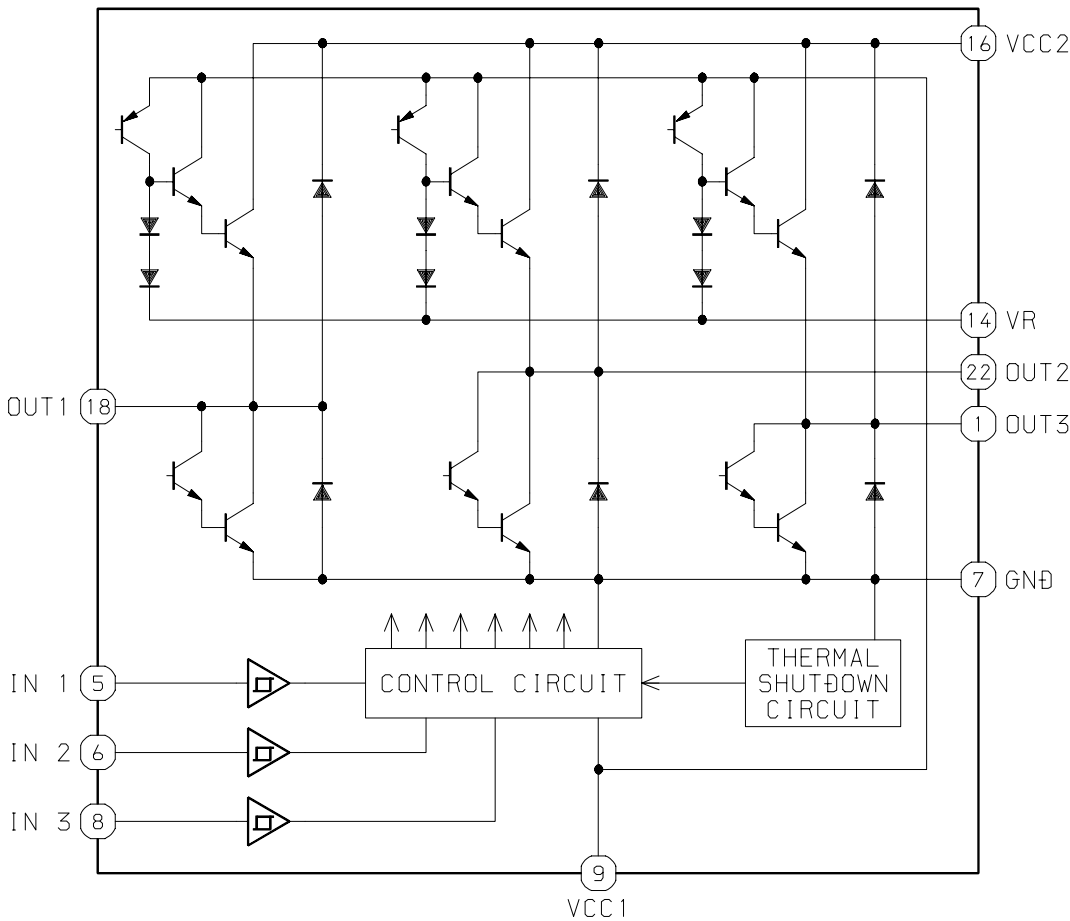 16 VCC2
14 VR
22 OUT2
OUT1 18
1 OUT3
7 GND
THERMAL
SHUTDOWN
CIRCUIT
CONTROL CIRCUIT
IN 1 5
IN 2 6
IN 3 8
9
VCC1